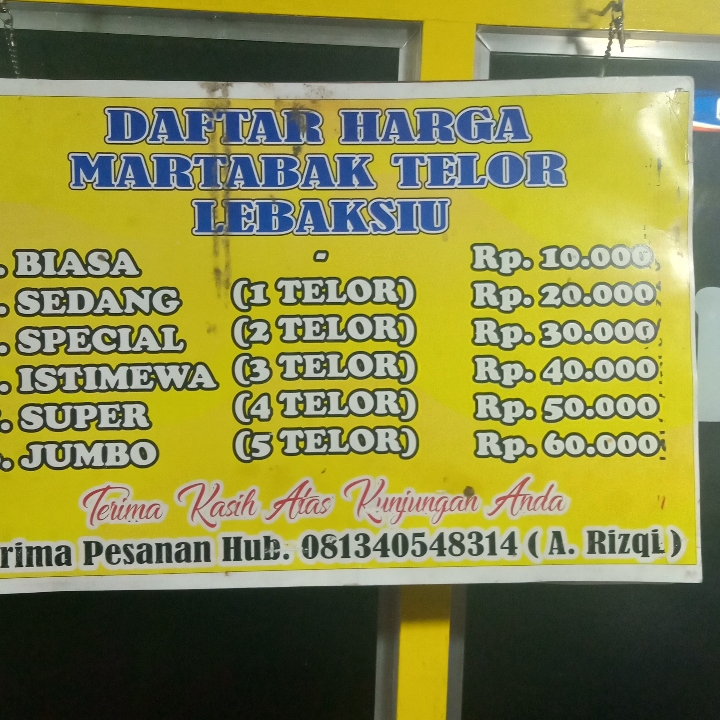 DAFTAR HARGA
MARTABAK TELOR
LEBAKSIU
. BIASA - Rp. 10.000,
. SEDANG (1 TELOR) Rp. 20.000,
. SPECIAL (2 TELOR) Rp. 30.000,
. ISTIMEWA (3 TELOR) Rp. 40.000
. SUPER (4 TELOR) Rp. 50.000
. JUMBO (5 TELOR) Rp. 60.000
Terima Kasih Atas Kunjungan Anda
rima Pesanan Hub. 081340548314 ( A. Rizqi )